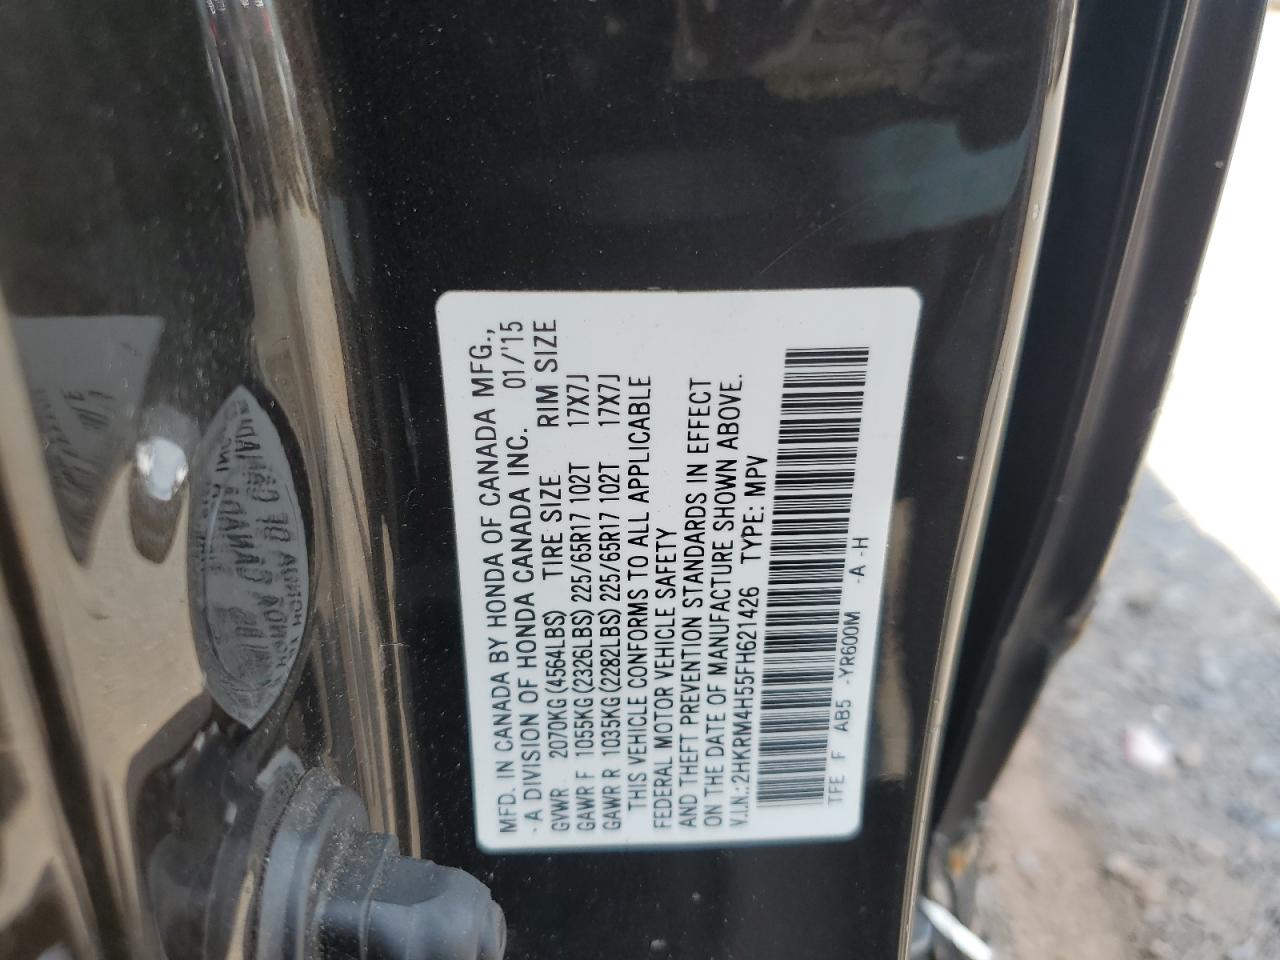 MFD. IN CANADA BY HONDA OF CANADA MFG.,
-A DIVISION OF HONDA CANADA INC. 01/'15
GVWR 2070KG(4564LBS) TIRE SIZE RIM SIZE
GAWR F 1055KG(2326LBS) 225/65R17 102T 17X7J
GAWR R 1035KG(2282LBS) 225/65R17 102T 17X7J
THIS VEHICLE CONFORMS TO ALL APPLICABLE
FEDERAL MOTOR VEHICLE SAFETY
AND THEFT PREVENTION STANDARDS IN EFFECT
ON THE DATE OF MANUFACTURE SHOWN ABOVE.
V.I.N.:2HKRM4H55FH621426 TYPE: MPV
TFE F AB5 -YR600M -A -H